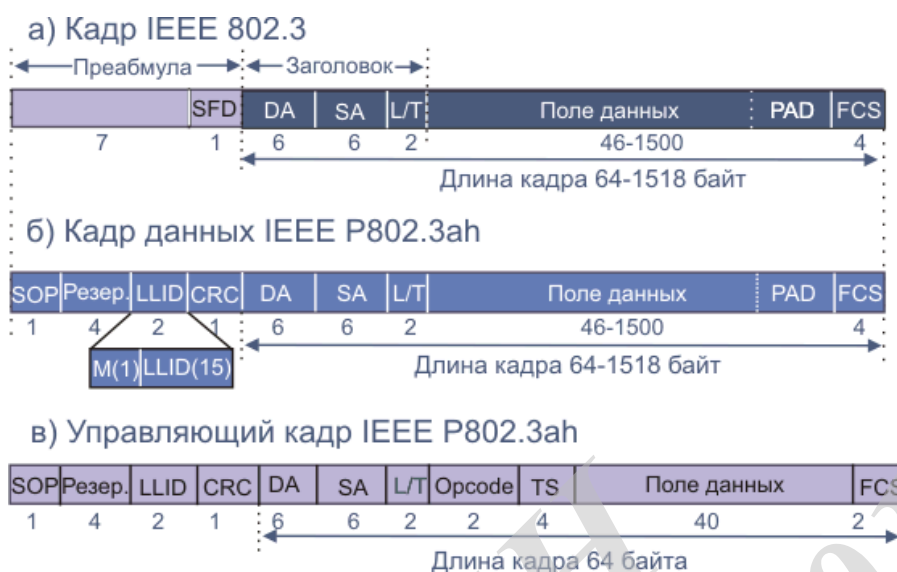 а) Кадр IEEE 802.3
Преабмула Заголовок
SFD DA SA L/T Поле данных PAD FCS
7 1 6 6 2 46-1500 4
Длина кадра 64-1518 байт
б) Кадр данных IEEE P802.3ah
SOP Резер. LLID CRC DA SA L/T Поле данных PAD FCS
1 4 2 1 6 6 2 46-1500 4
M(1) LLID(15)
Длина кадра 64-1518 байт
в) Управляющий кадр IEEE P802.3ah
SOP Резер. LLID CRC DA SA L/T Opcode TS Поле данных FCS
1 4 2 1 6 6 2 2 4 40 2
Длина кадра 64 байта